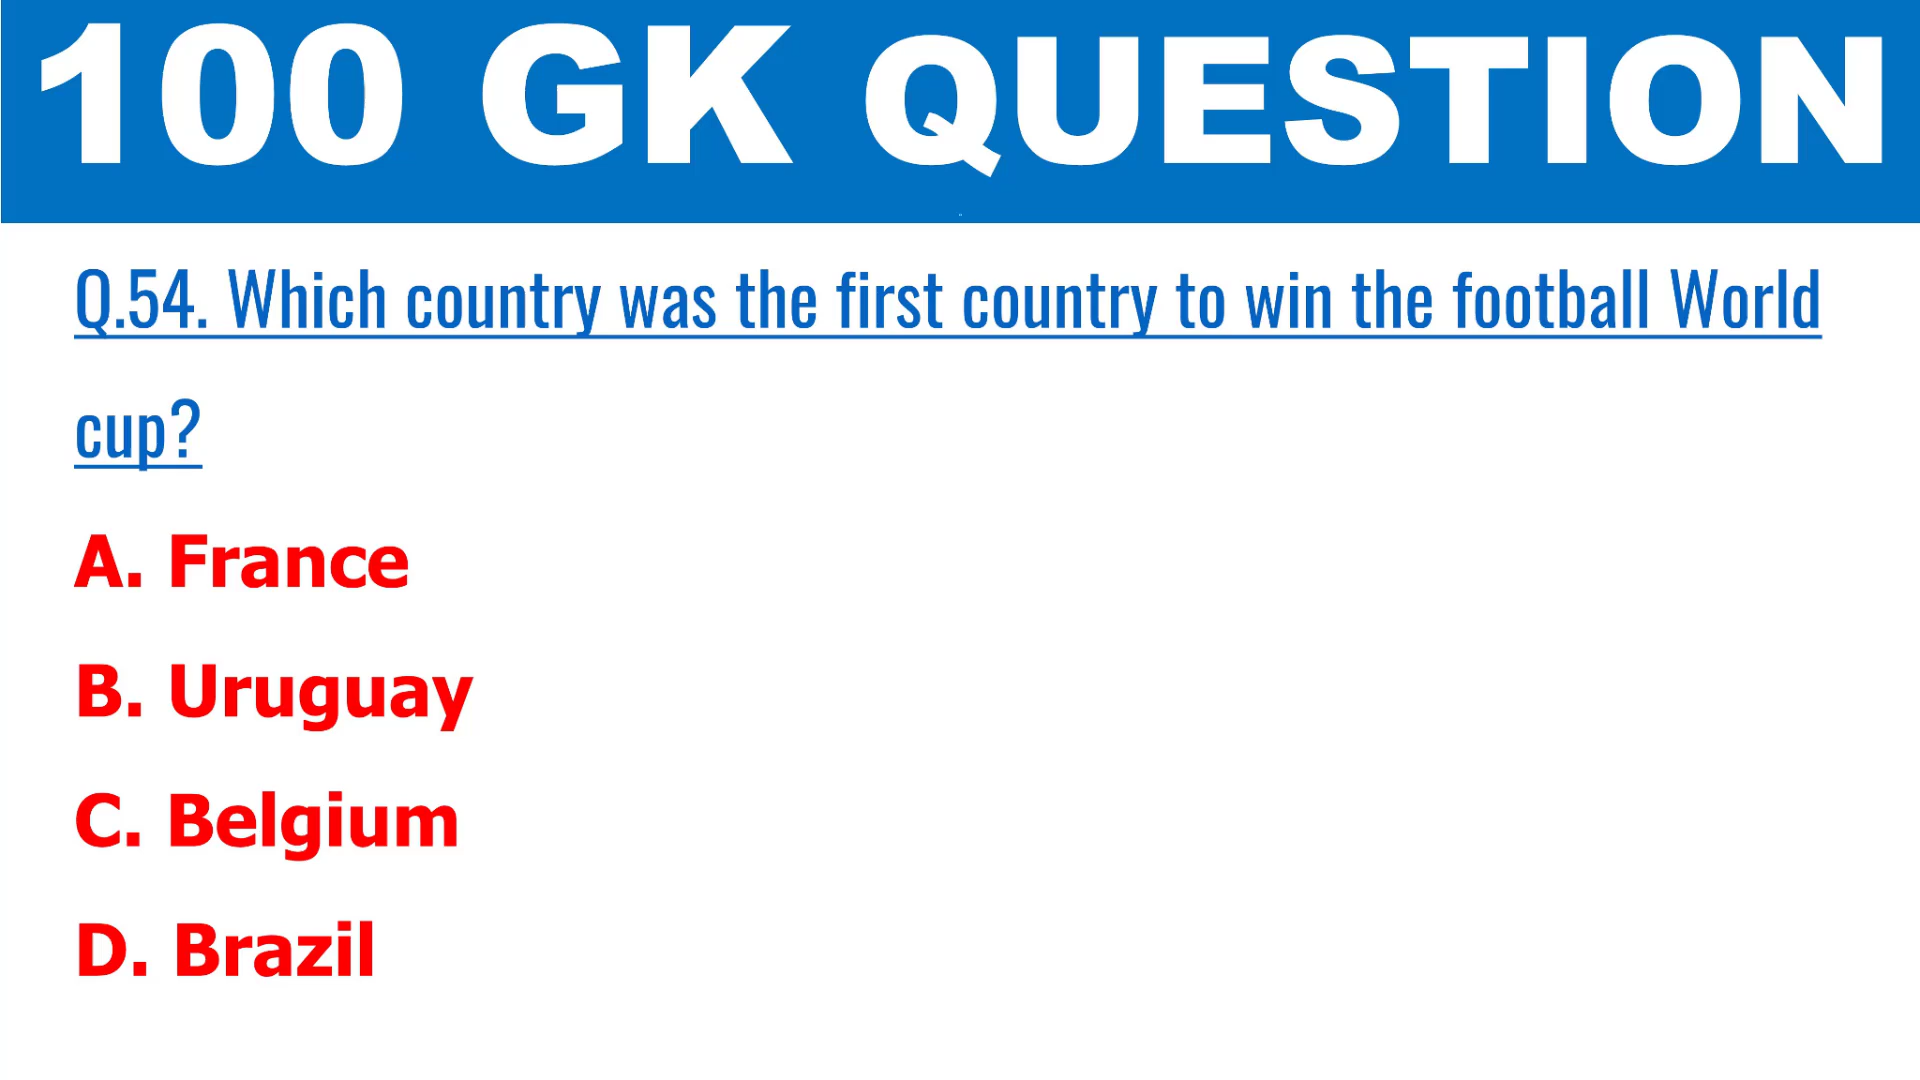 100 GK QUESTION
Q.54. Which country was the first country to win the football World
cup?
A. France
B. Uruguay
C. Belgium
D. Brazil